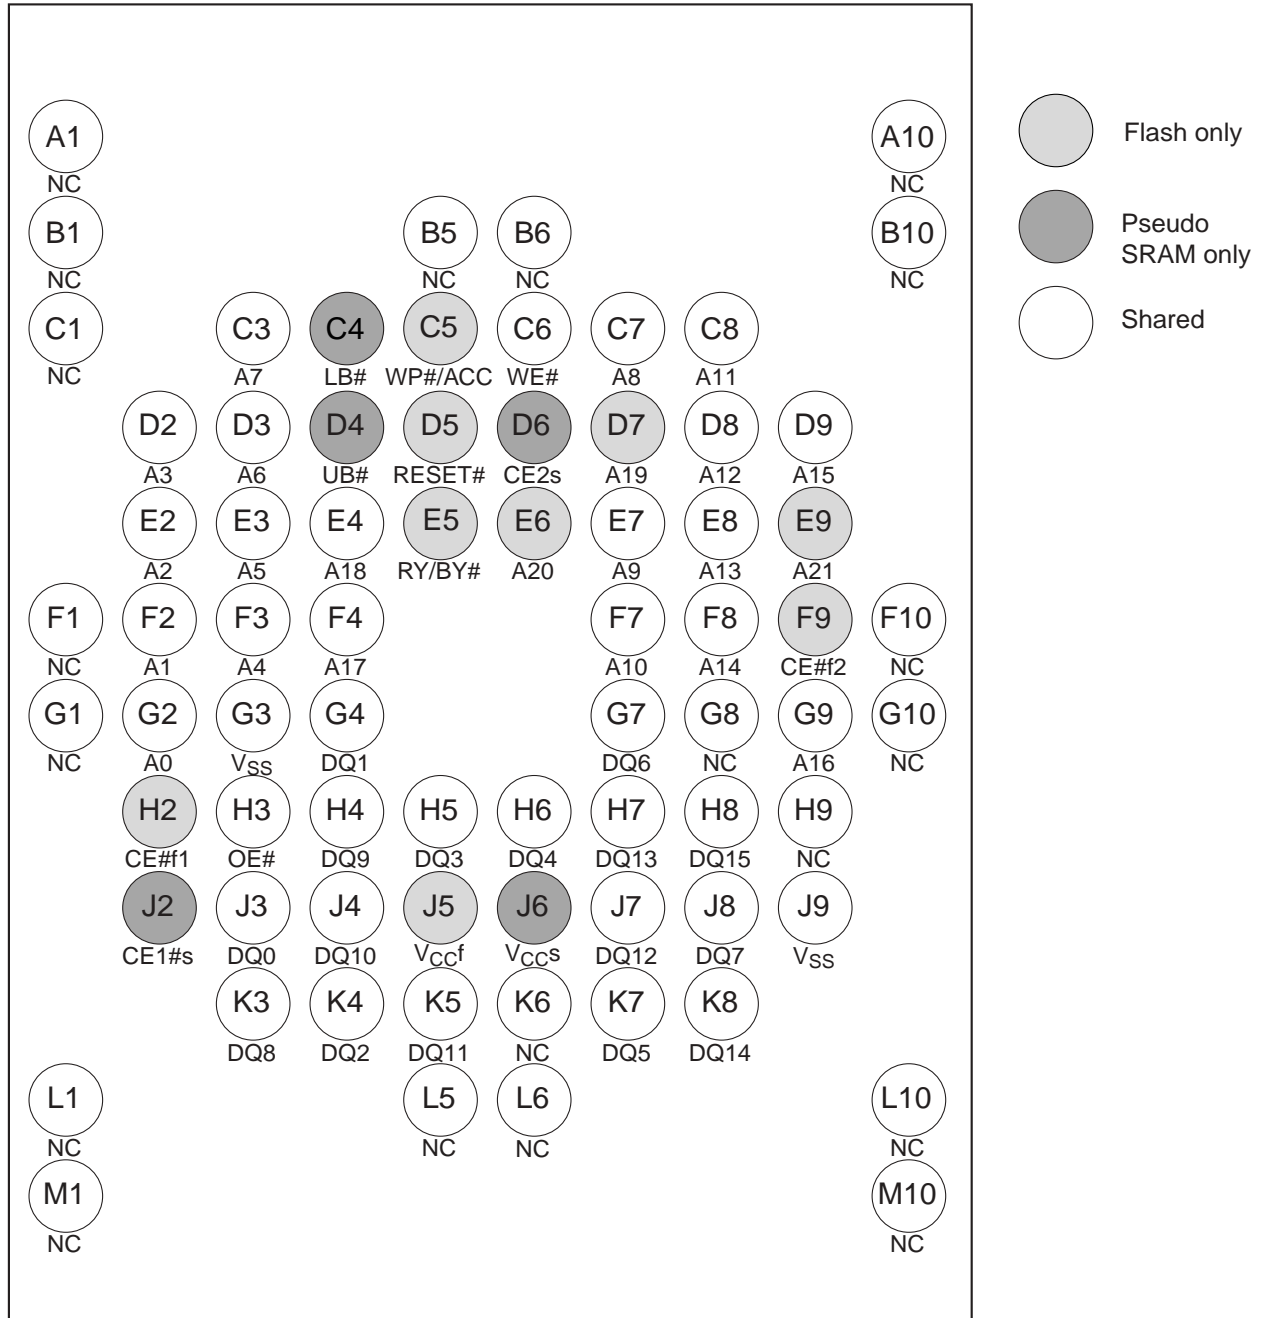 A1 A10
NC NC
Flash only
B1 B5 B6 B10
NC NC NC NC
Pseudo
SRAM only
C1 C3 C4 C5 C6 C7 C8
NC A7 LB# WP#/ACC WE# A8 A11
Shared
D2 D3 D4 D5 D6 D7 D8 D9
A3 A6 UB# RESET# CE2s A19 A12 A15
E2 E3 E4 E5 E6 E7 E8 E9
A2 A5 A18 RY/BY# A20 A9 A13 A21
F1 F2 F3 F4 F7 F8 F9 F10
NC A1 A4 A17 A10 A14 CE#f2 NC
G1 G2 G3 G4 G7 G8 G9 G10
NC A0 VSS DQ1 DQ6 NC A16 NC
H2 H3 H4 H5 H6 H7 H8 H9
CE#f1 OE# DQ9 DQ3 DQ4 DQ13 DQ15 NC
J2 J3 J4 J5 J6 J7 J8 J9
CE1#s DQ0 DQ10 VCCf VCCs DQ12 DQ7 VSS
K3 K4 K5 K6 K7 K8
DQ8 DQ2 DQ11 NC DQ5 DQ14
L1 L5 L6 L10
NC NC NC NC
M1 M10
NC NC